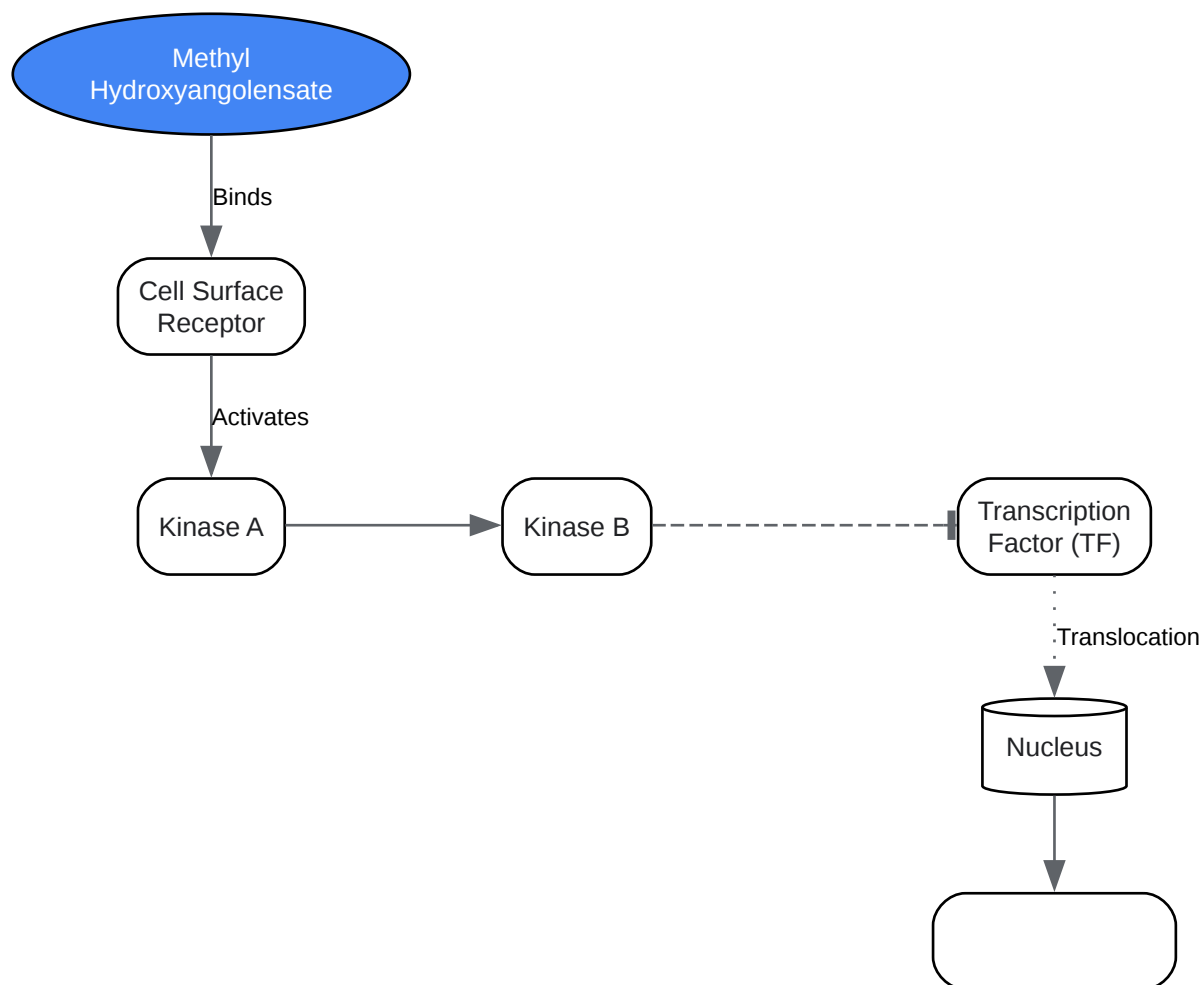 Methyl
Hydroxyangolensate
Binds
Cell Surface
Receptor
Activates
Kinase A
Kinase B
Transcription
Factor (TF)
Translocation
Nucleus